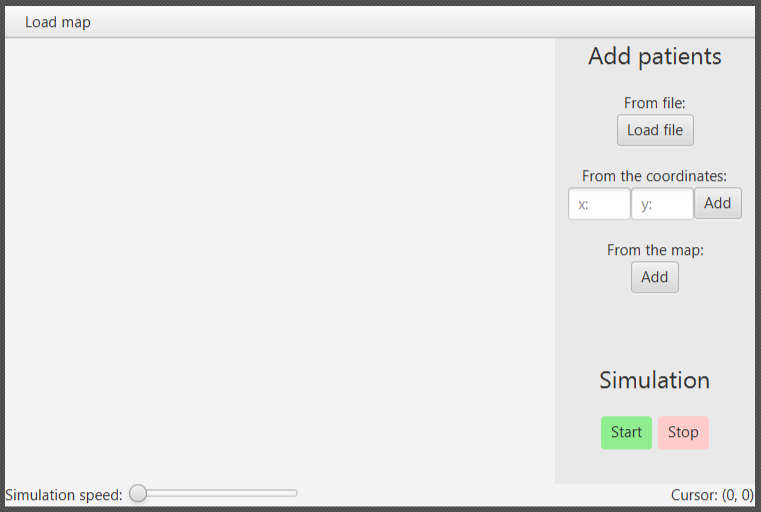 Load map
Add patients
From file:
Load file
From the coordinates:
x: y: Add
From the map:
Add
Simulation
Start Stop
Simulation speed: Cursor: (0, 0)